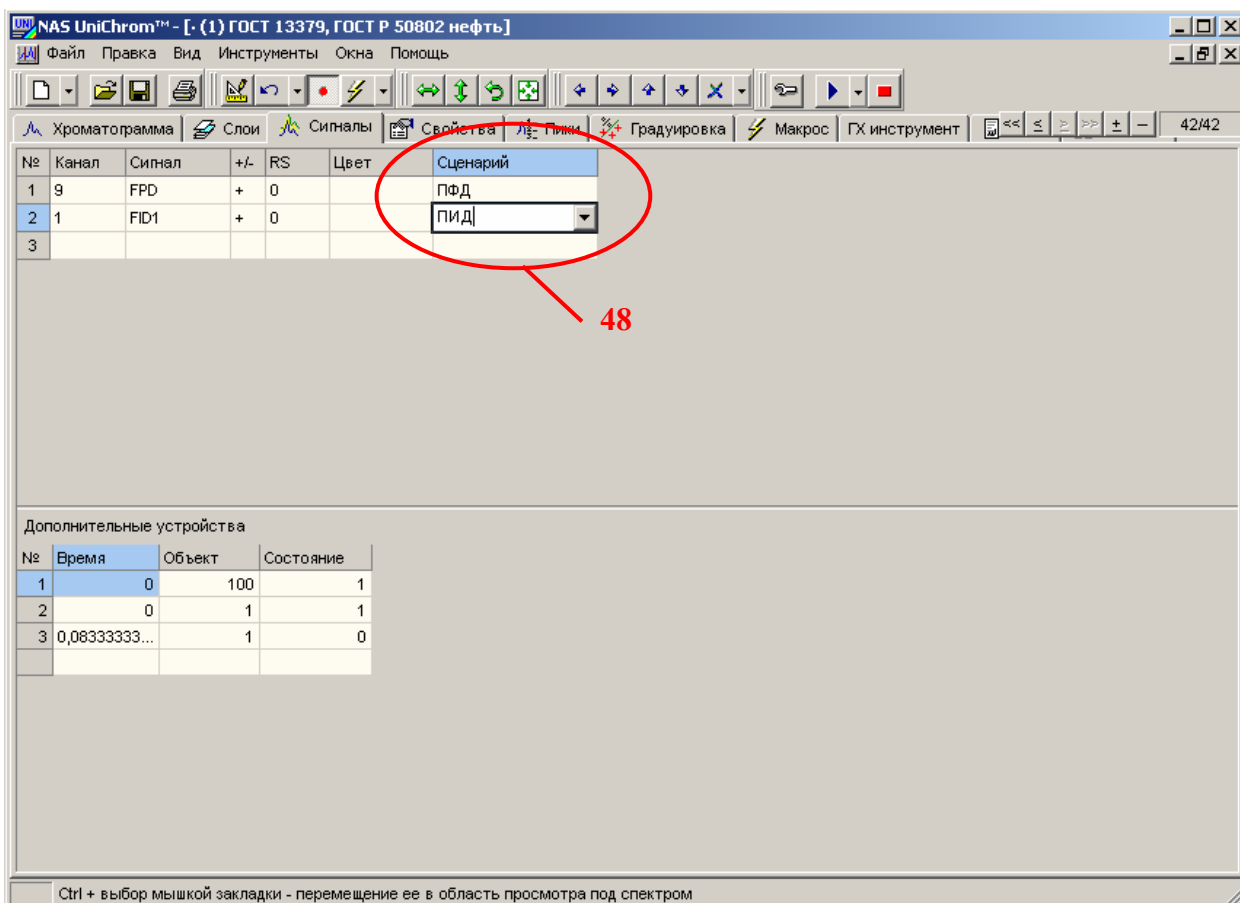 NAS UniChrom™ - [· (1) ГОСТ 13379, ГОСТ Р 50802 нефть]
Файл Правка Вид Инструменты Окна Помощь
Хроматограмма Слои Сигналы Свойства Пики Градуировка Макрос ГХ инструмент << ≤ ≥ >> ± − 42/42
№ Канал Сигнал +/- RS Цвет Сценарий
1 9 FPD + 0 ПФД
2 1 FID1 + 0 ПИД
3
48
Дополнительные устройства
№ Время Объект Состояние
1 0 100 1
2 0 1 1
3 0,08333333... 1 0
Ctrl + выбор мышкой закладки - перемещение ее в область просмотра под спектром